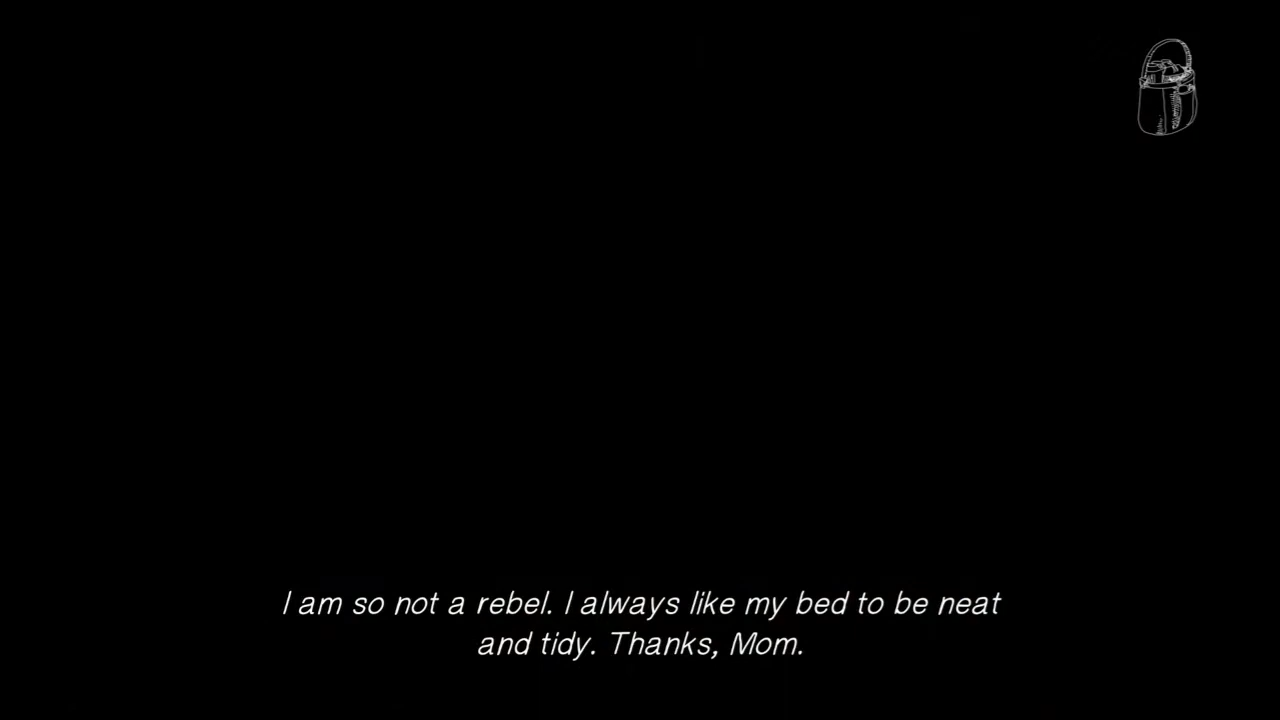 I am so not a rebel. I always like my bed to be neat
and tidy. Thanks, Mom.